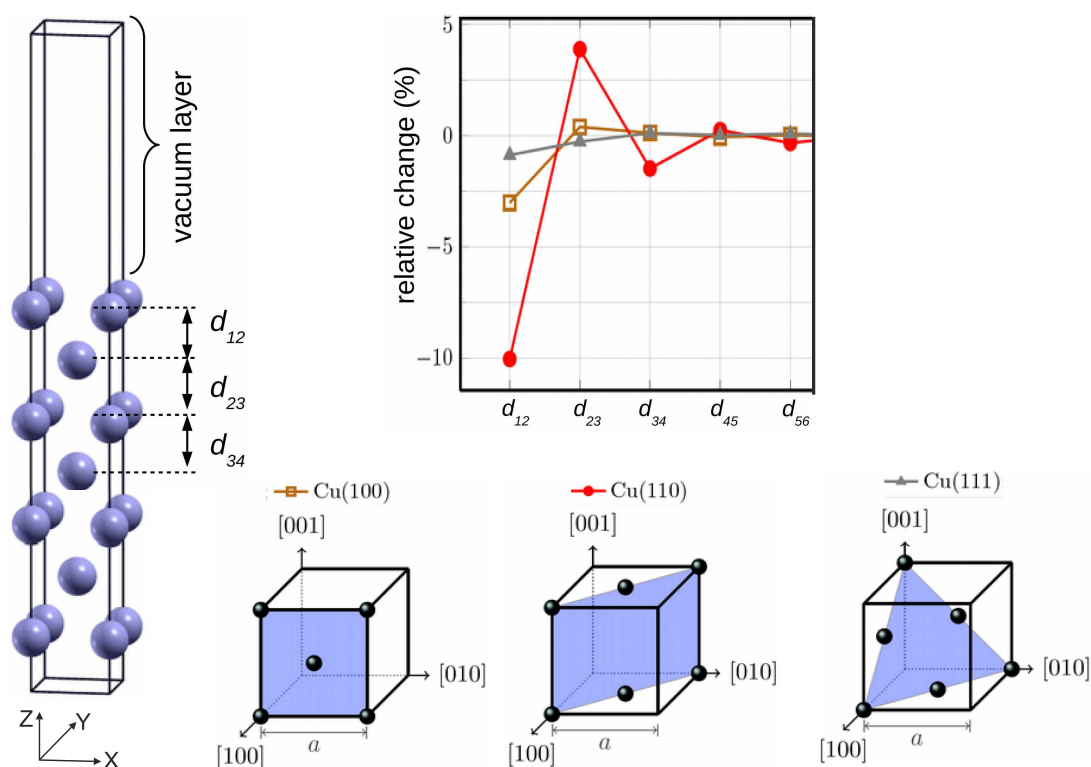 vacuum layer
d12
d23
d34
Z
Y
X
relative change (%)
5
0
−5
−10
d12
d23
d34
d45
d56
Cu(100)
Cu(110)
Cu(111)
[001]
[010]
[100]
a
[001]
[010]
[100]
a
[001]
[010]
[100]
a